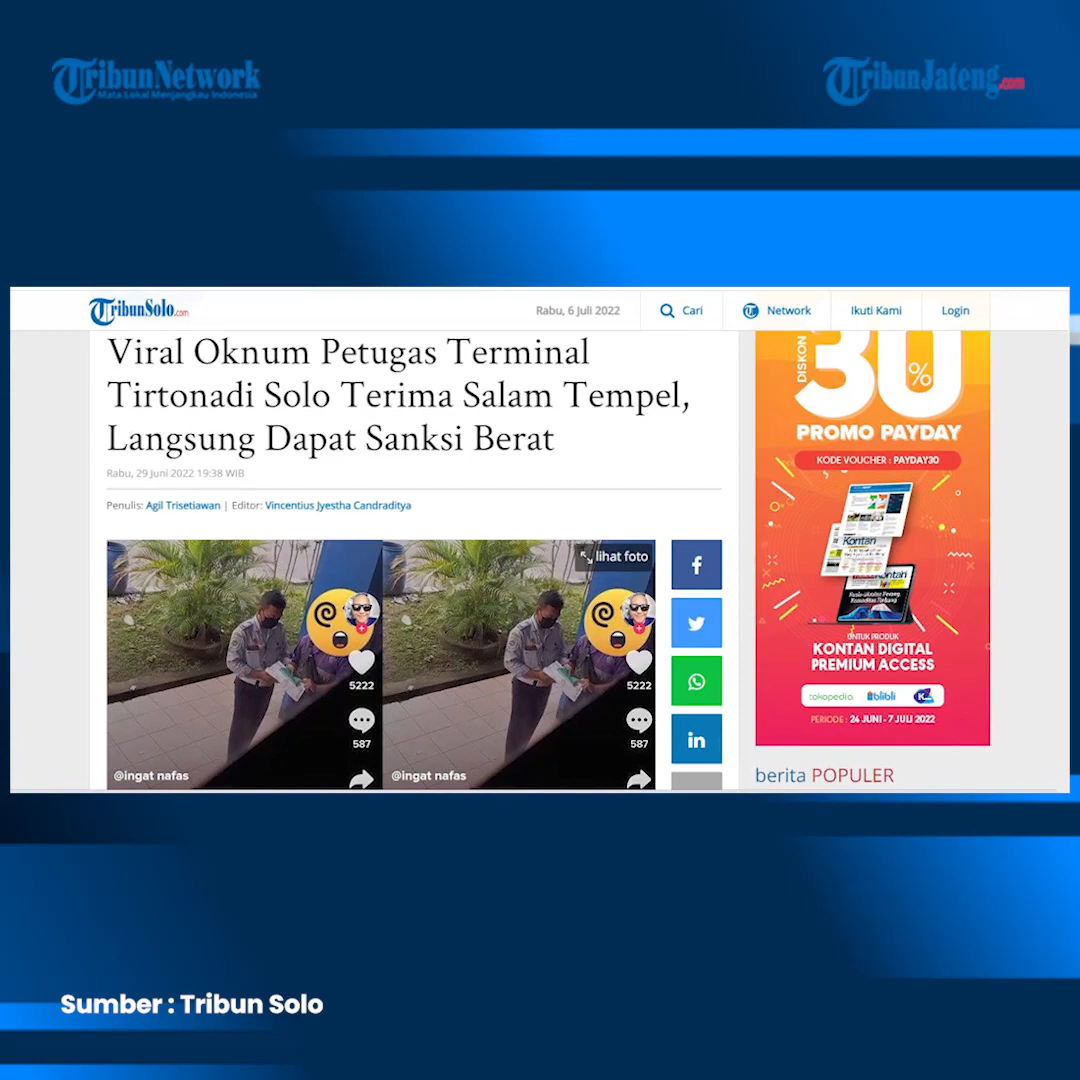 TribunNetwork
Mata Lokal Menjangkau Indonesia
TribunJateng.com
TribunSolo.com
Rabu, 6 Juli 2022
Cari
Network
Ikuti Kami
Login
Viral Oknum Petugas Terminal
Tirtonadi Solo Terima Salam Tempel,
Langsung Dapat Sanksi Berat
Rabu, 29 Juni 2022 19:38 WIB
Penulis: Agil Trisetiawan | Editor: Vincentius Jyestha Candraditya
lihat foto
5222
587
@ingat nafas
5222
587
@ingat nafas
f
in
DISKON
30%
PROMO PAYDAY
KODE VOUCHER : PAYDAY30
Kontan
UNTUK PRODUK
KONTAN DIGITAL
PREMIUM ACCESS
tokopedia
blibli
K
PERIODE : 24 JUNI - 7 JULI 2022
berita POPULER
Sumber : Tribun Solo